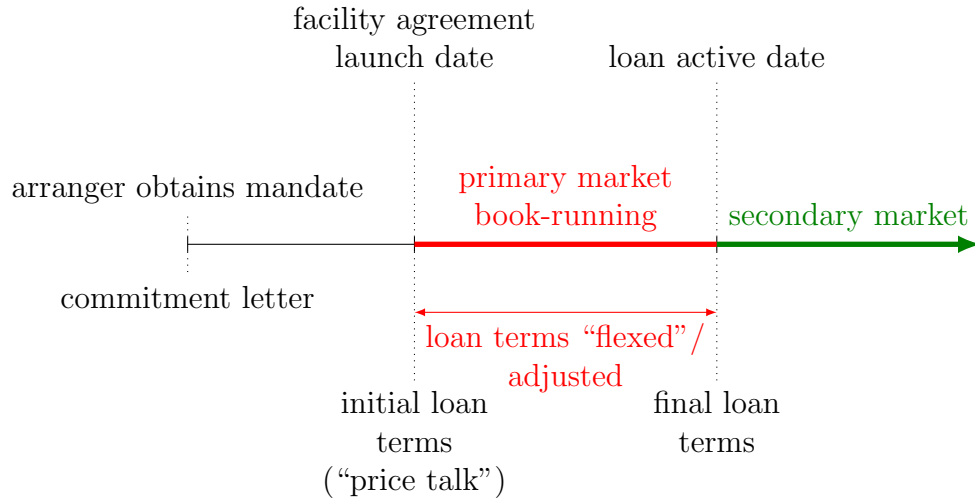 facility agreement
launch date
loan active date
arranger obtains mandate
primary market
book-running
secondary market
commitment letter
loan terms “flexed”/
adjusted
initial loan
terms
(“price talk”)
final loan
terms